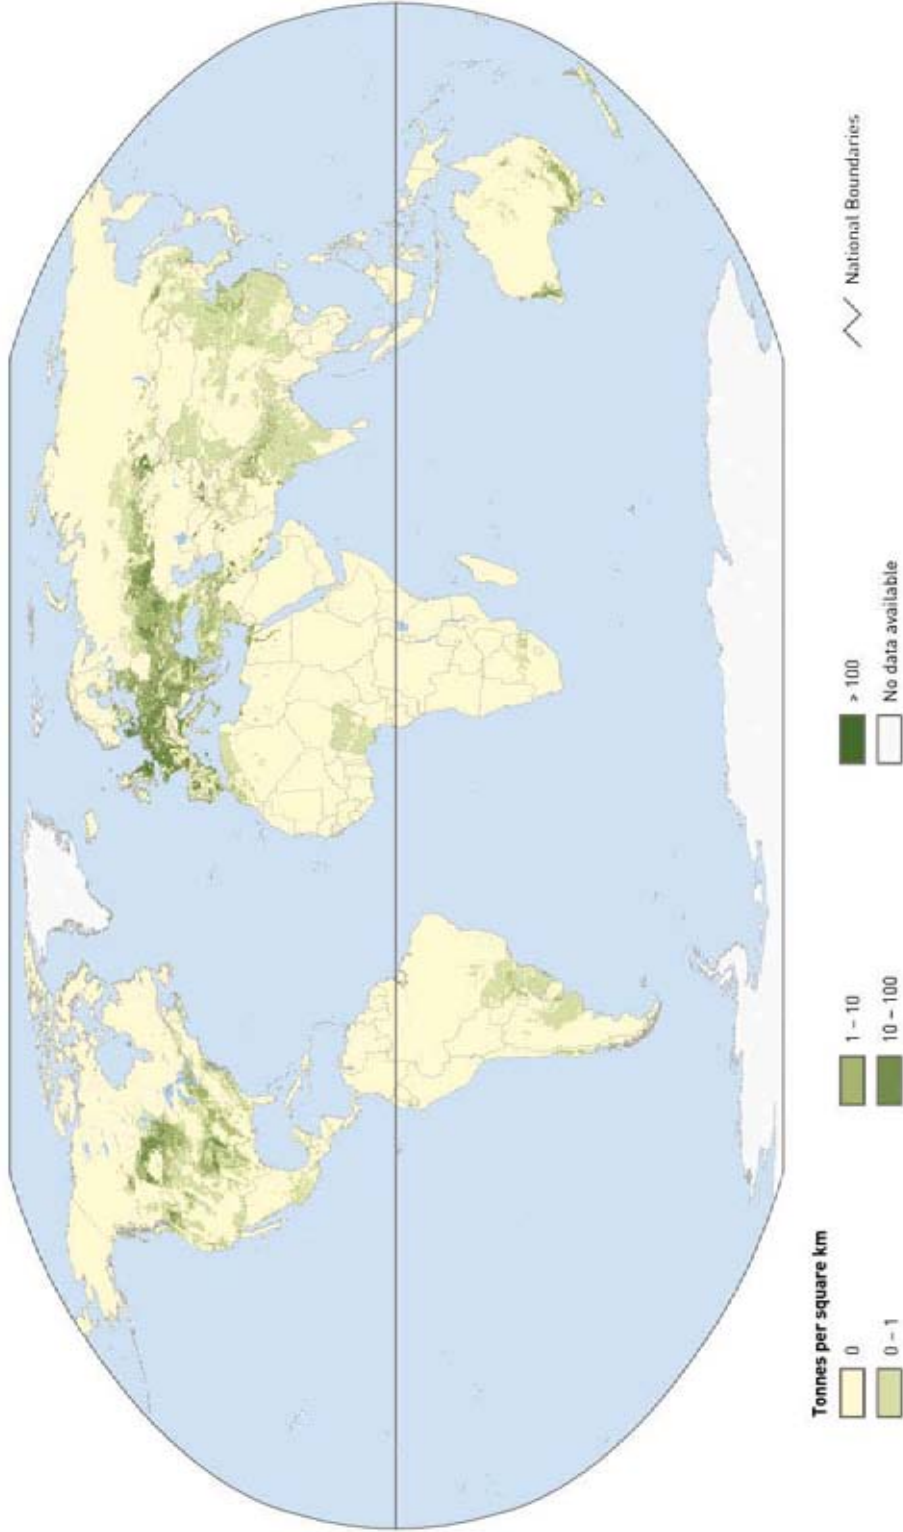 Tonnes per square km
0
0 – 1
1 – 10
10 – 100
> 100
No data available
National Boundaries